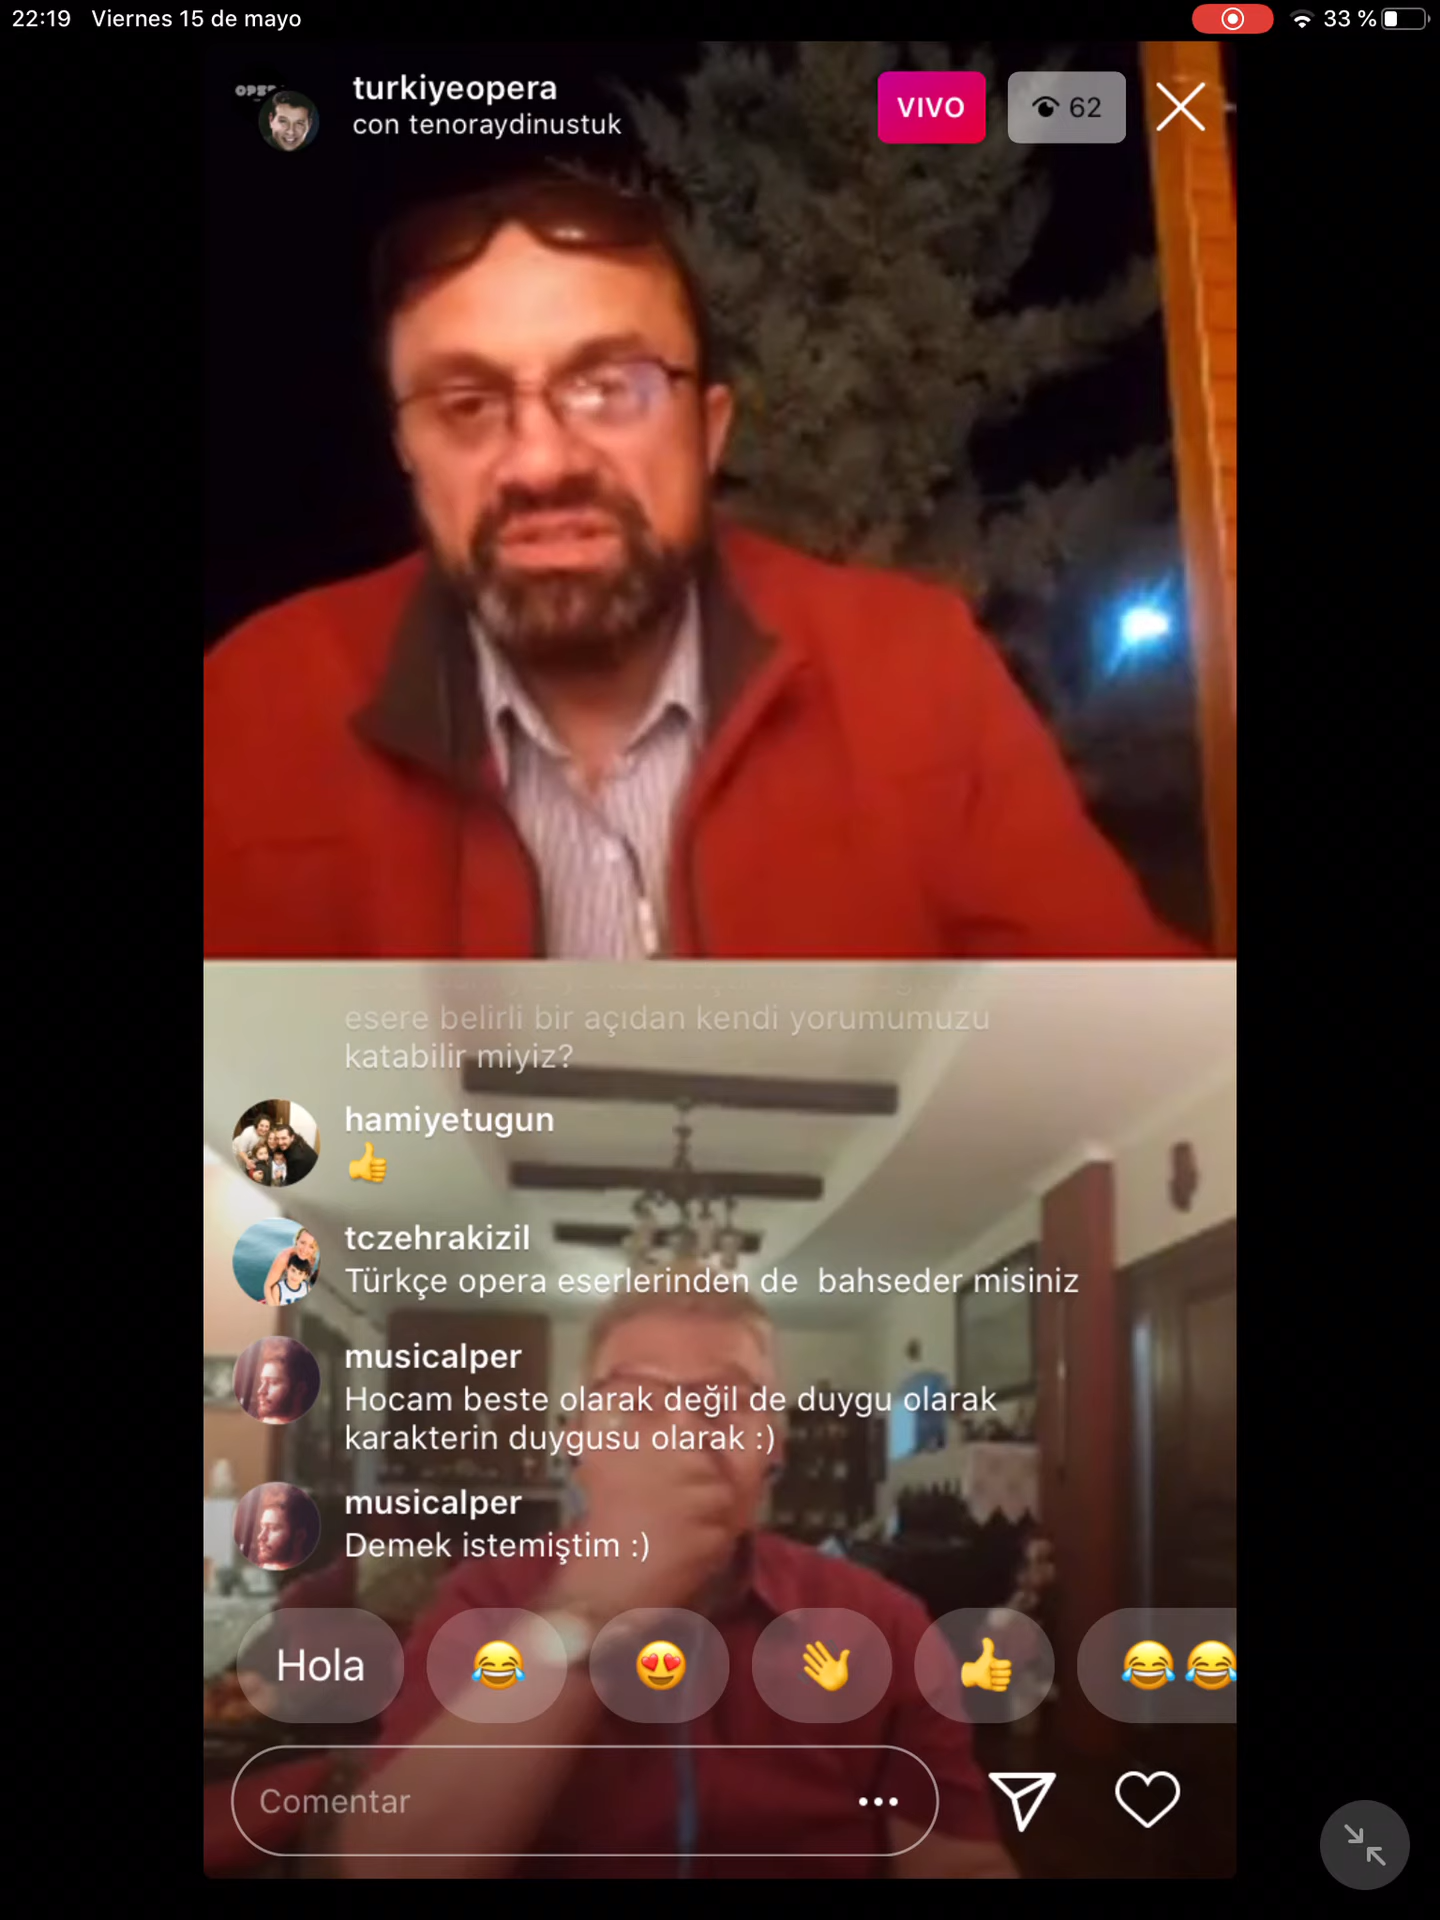 22:19 Viernes 15 de mayo
33 %
turkiyeopera
con tenoraydinustuk
VIVO
62
esere belirli bir açıdan kendi yorumumuzu
katabilir miyiz?
hamiyetugun
👍
tczehrakizil
Türkçe opera eserlerinden de  bahseder misiniz
musicalper
Hocam beste olarak değil de duygu olarak
karakterin duygusu olarak :)
musicalper
Demek istemiştim :)
Hola 😂 😍 👋 👍 😂😂
Comentar